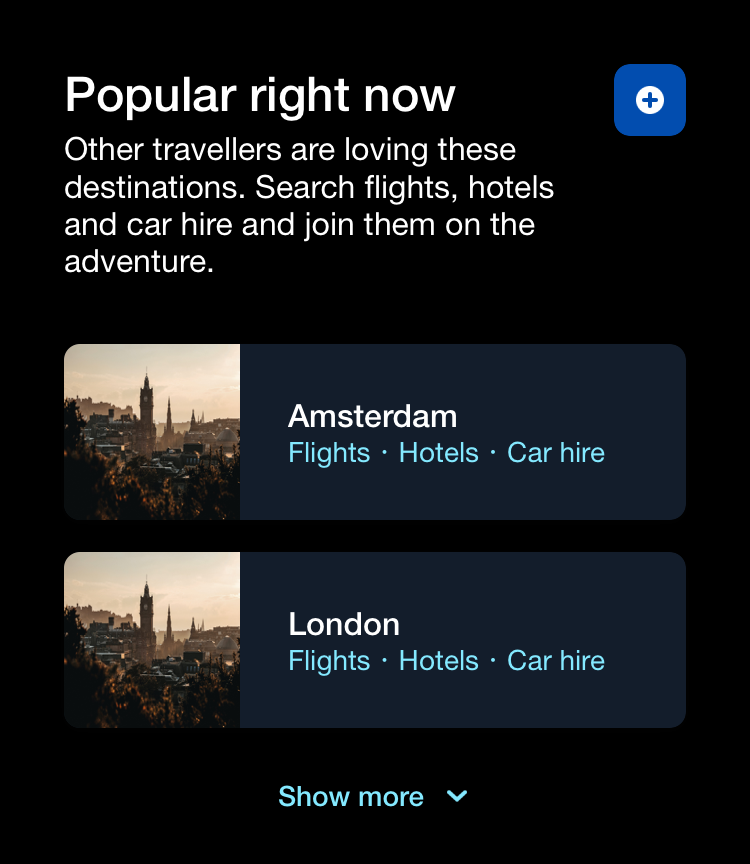 Popular right now
Other travellers are loving these
destinations. Search flights, hotels
and car hire and join them on the
adventure.
Amsterdam
Flights · Hotels · Car hire
London
Flights · Hotels · Car hire
Show more